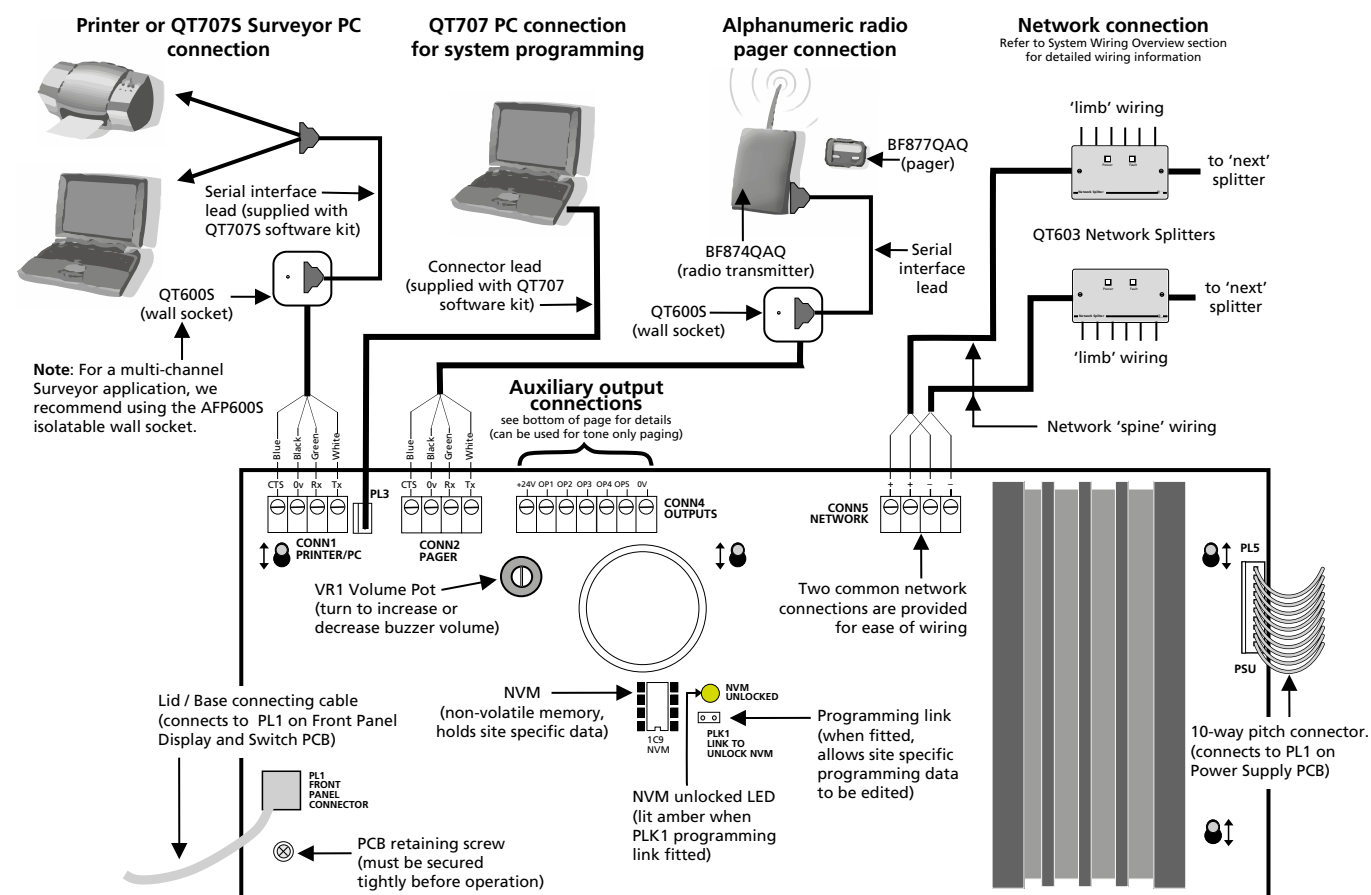 Printer or QT707S Surveyor PC
connection
QT707 PC connection
for system programming
Alphanumeric radio
pager connection
Network connection
Refer to System Wiring Overview section
for detailed wiring information
'limb' wiring
BF877QAQ
(pager)
to 'next'
splitter
Power
Fault
Network Splitter
Serial interface
lead (supplied with
QT707S software kit)
QT603 Network Splitters
BF874QAQ
(radio transmitter)
Serial
interface
lead
Connector lead
(supplied with QT707
software kit)
QT600S
(wall socket)
QT600S
(wall socket)
Power
Fault
Network Splitter
to 'next'
splitter
'limb' wiring
Note: For a multi-channel
Surveyor application, we
recommend using the AFP600S
isolatable wall socket.
Auxiliary output
connections
see bottom of page for details
(can be used for tone only paging)
Network 'spine' wiring
Blue
Black
Green
White
Blue
Black
Green
White
CTS 0v Rx Tx
PL3
CTS 0v Rx Tx
+24V OP1 OP2 OP3 OP4 OP5 0V
+ + – –
CONN1
PRINTER/PC
CONN2
PAGER
CONN4
OUTPUTS
CONN5
NETWORK
PL5
VR1 Volume Pot
(turn to increase or
decrease buzzer volume)
Two common network
connections are provided
for ease of wiring
PSU
Lid / Base connecting cable
(connects to PL1 on Front Panel
Display and Switch PCB)
NVM
(non-volatile memory,
holds site specific data)
NVM
UNLOCKED
1C9
NVM
PLK1
LINK TO
UNLOCK NVM
Programming link
(when fitted,
allows site specific
programming data
to be edited)
10-way pitch connector.
(connects to PL1 on
Power Supply PCB)
PL1
FRONT
PANEL
CONNECTOR
NVM unlocked LED
(lit amber when
PLK1 programming
link fitted)
PCB retaining screw
(must be secured
tightly before operation)